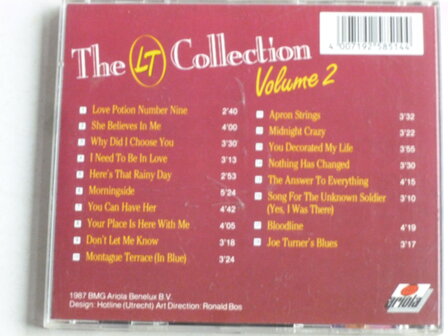 The LT Collection
Volume 2
4 007192 585144
Love Potion Number Nine 2'40
She Believes In Me 4'00
Why Did I Choose You 3'30
I Need To Be In Love 3'13
Here's That Rainy Day 2'53
Morningside 5'24
You Can Have Her 4'42
Your Place Is Here With Me 4'05
Don't Let Me Know 3'18
Montague Terrace (In Blue) 3'24
Apron Strings 3'32
Midnight Crazy 3'22
You Decorated My Life 3'55
Nothing Has Changed 3'30
The Answer To Everything 4'15
Song For The Unknown Soldier 3'10
(Yes, I Was There)
Bloodline 4'19
Joe Turner's Blues 3'17
1987 BMG Ariola Benelux B.V.
Design: Hotline (Utrecht) Art Direction: Ronald Bos
ariola